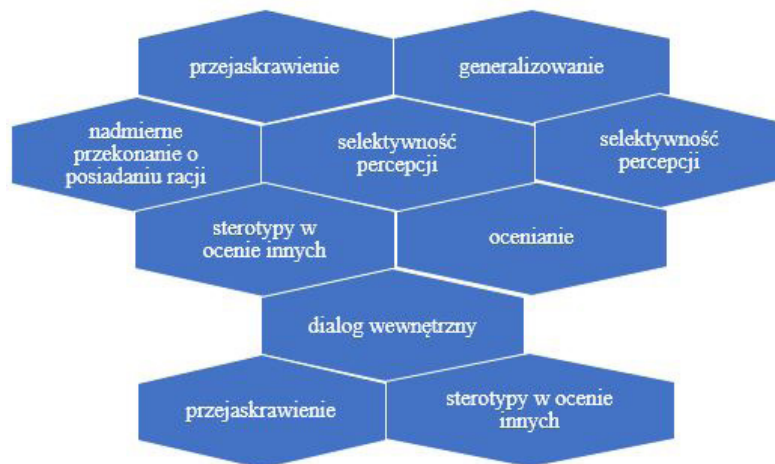 przejaskrawienie
generalizowanie
nadmierne
przekonanie o
posiadaniu racji
selektywność
percepcji
selektywność
percepcji
sterotypy w
ocenie innych
ocenianie
dialog wewnętrzny
przejaskrawienie
sterotypy w ocenie
innych